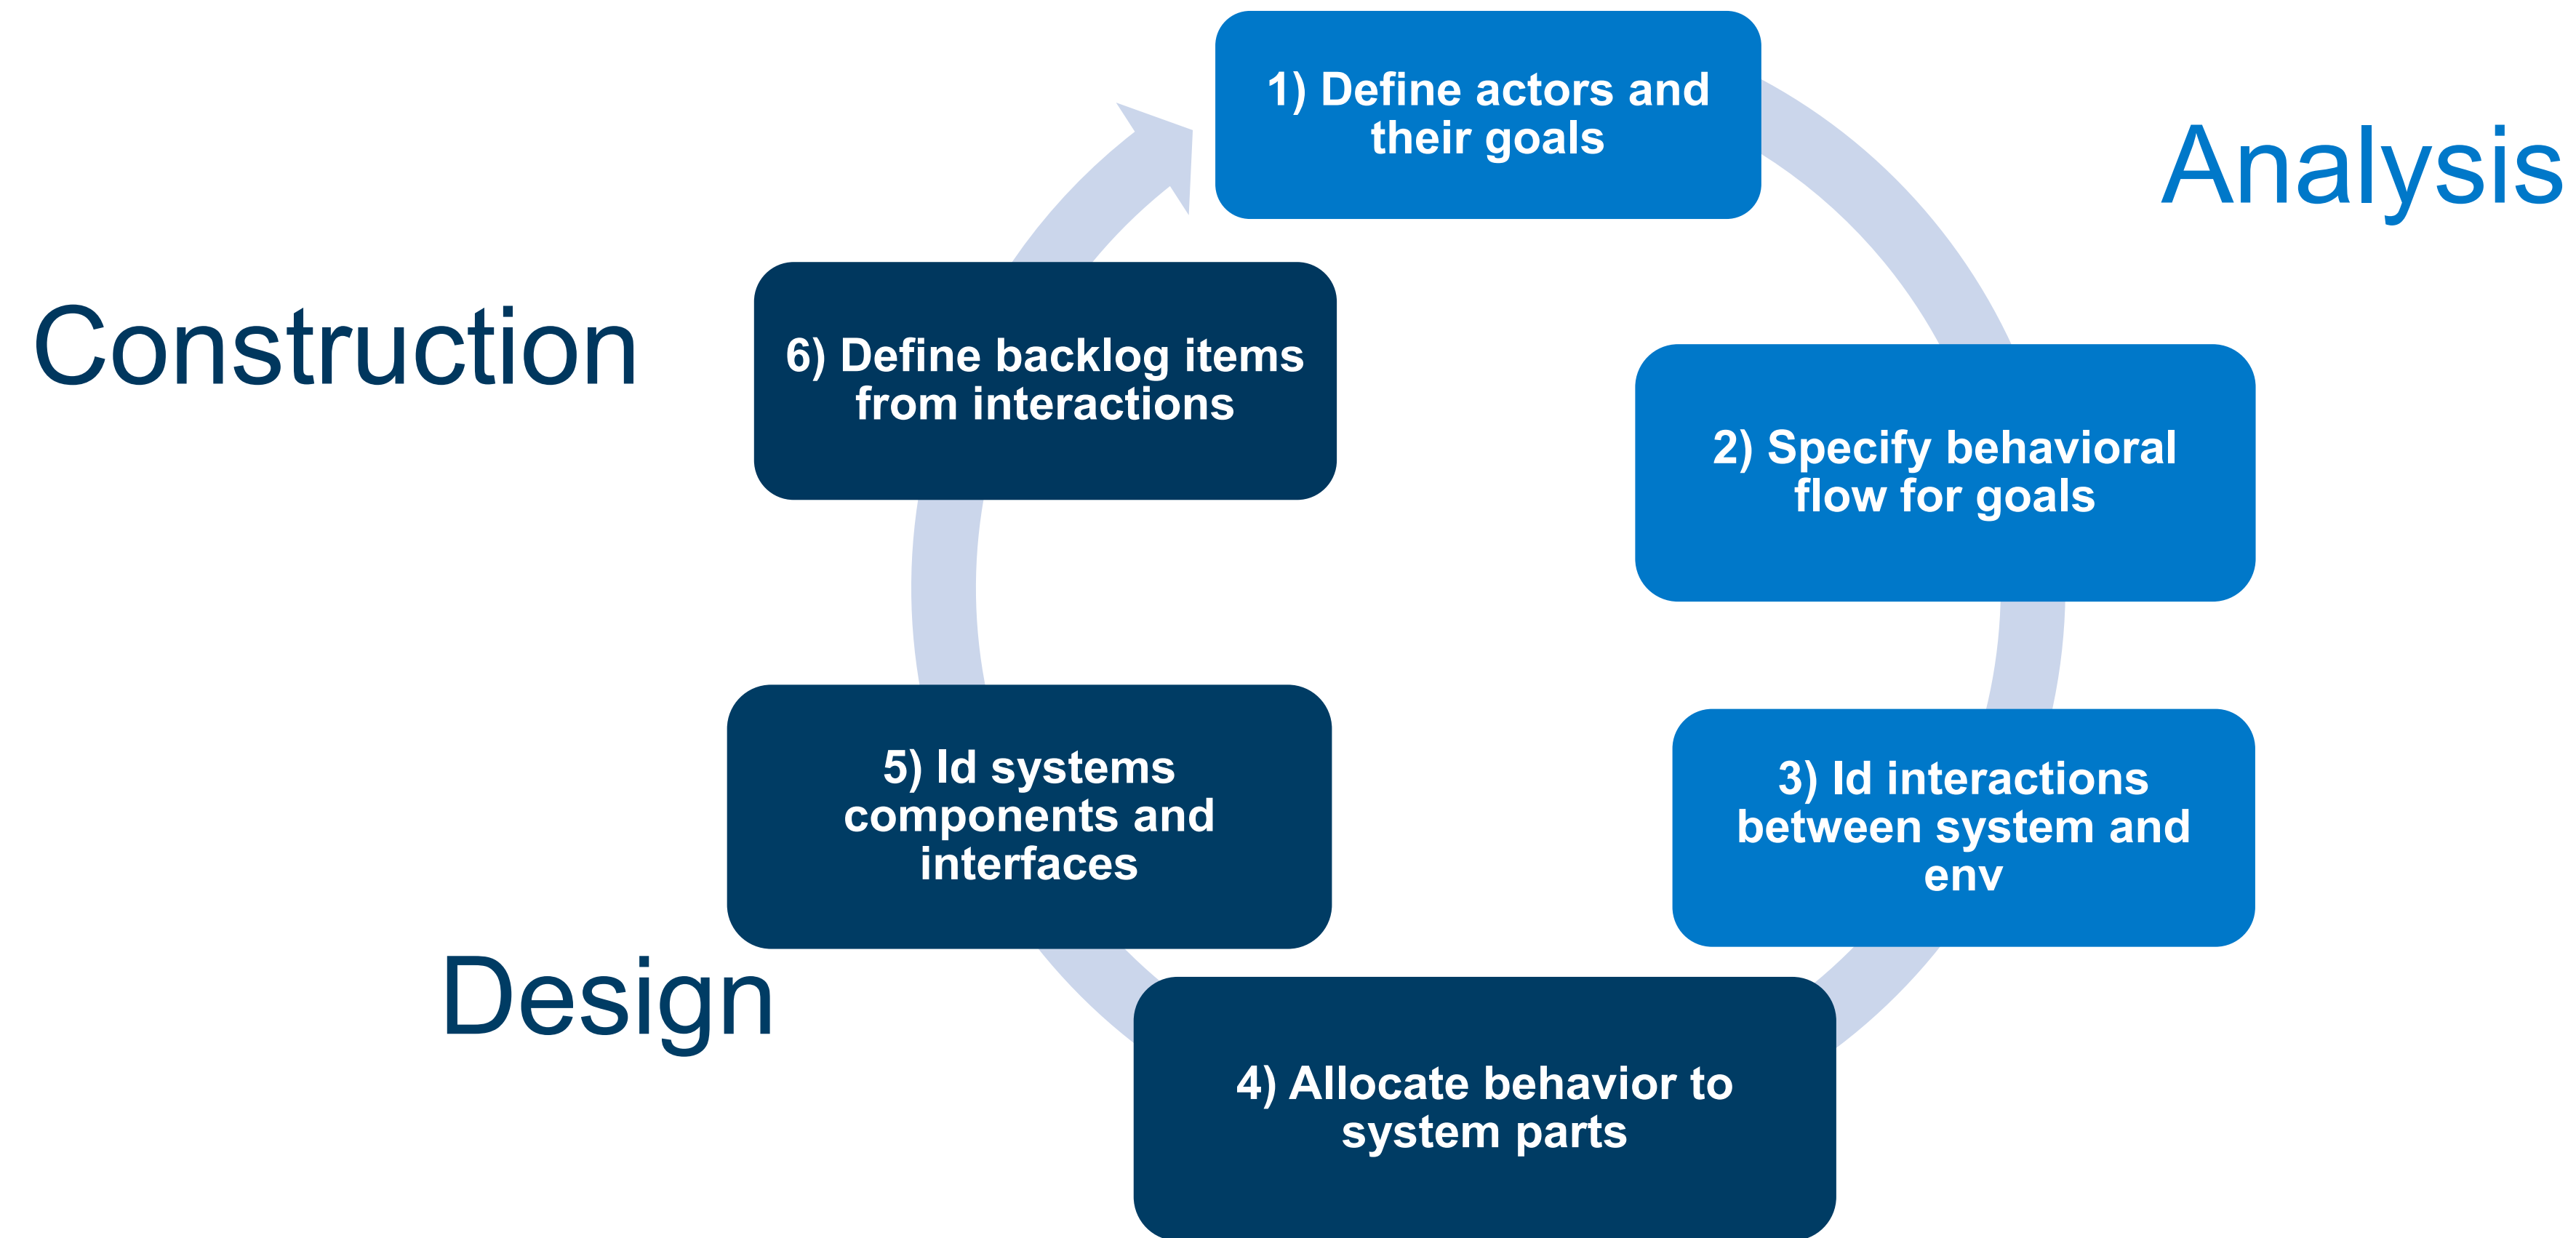 1) Define actors and
their goals
Analysis
2) Specify behavioral
flow for goals
3) Id interactions
between system and
env
4) Allocate behavior to
system parts
Design
5) Id systems
components and
interfaces
Construction
6) Define backlog items
from interactions